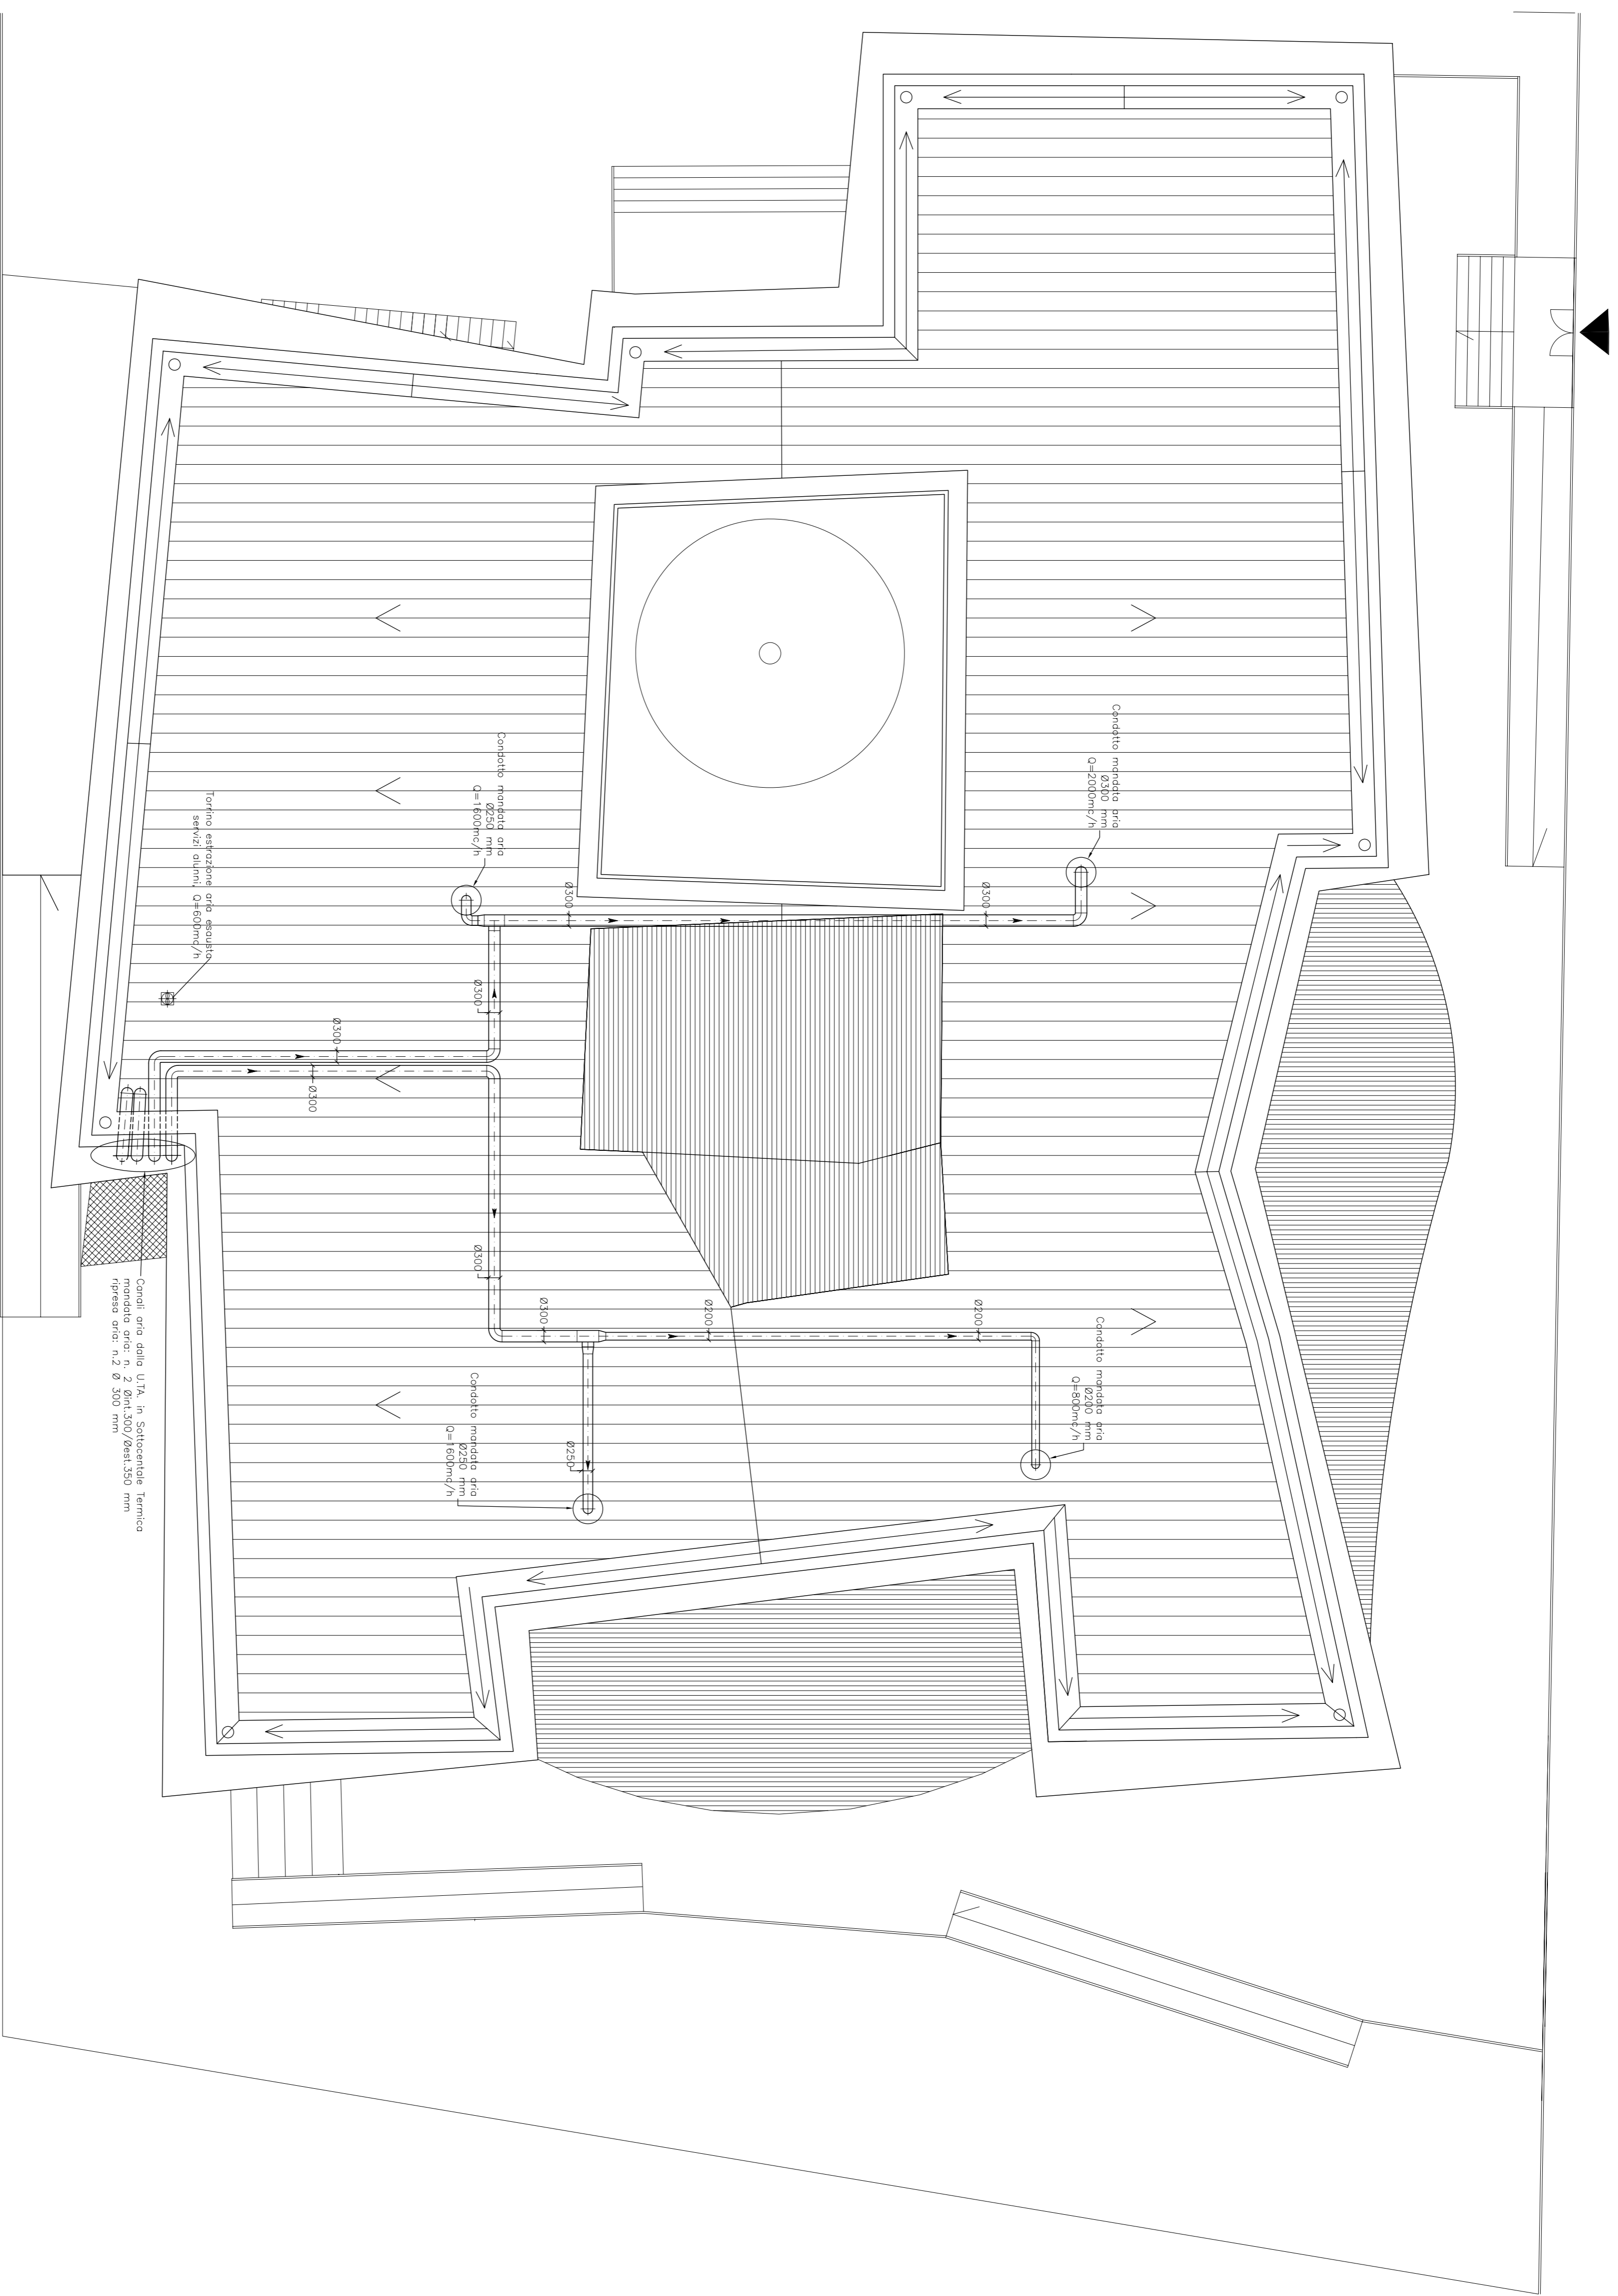 Condotto mandata aria
Ø300 mm
Q=2000mc/h
Condotto mandata aria
Ø250 mm
Q=1600mc/h
Torrino estrazione aria esausta
servizi alunni, Q=600mc/h
Ø300
Ø300
Ø300
Ø300
Ø300
Ø300
Ø300
Ø200
Ø200
Condotto mandata aria
Ø200 mm
Q=800mc/h
Condotto mandata aria
Ø250 mm
Q=1600mc/h
Ø250
Canali aria dalla U.TA. in Sottocentale Termica
mandata aria: n. 2 Øint.300/Øest.350 mm
ripresa aria: n.2 Ø 300 mm